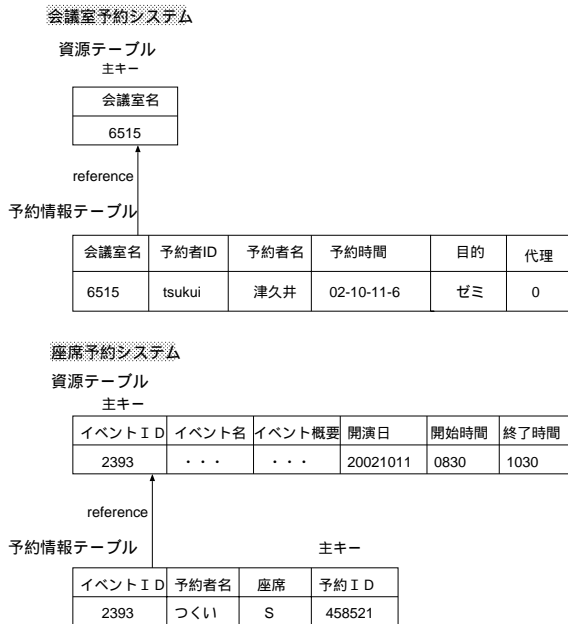 会議室予約システム
資源テーブル
主キー
会議室名
6515
reference
予約情報テーブル
会議室名 予約者ID 予約者名 予約時間 目的 代理
6515 tsukui 津久井 02-10-11-6 ゼミ 0
座席予約システム
資源テーブル
主キー
イベントＩＤ イベント名 イベント概要 開演日 開始時間 終了時間
2393 ・・・ ・・・ 20021011 0830 1030
reference
予約情報テーブル 主キー
イベントＩＤ 予約者名 座席 予約ＩＤ
2393 つくい S 458521